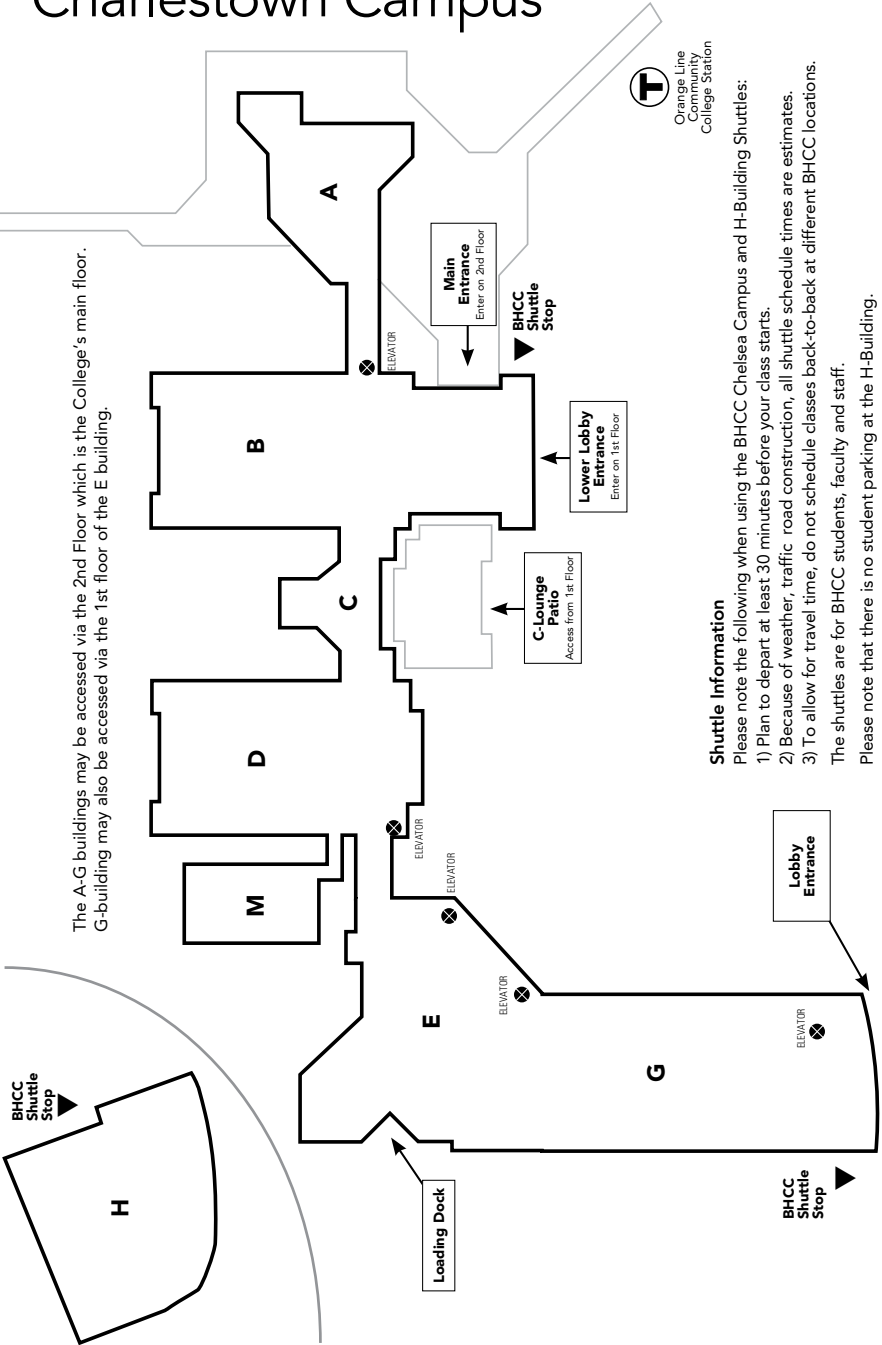 Charlestown Campus
The A-G buildings may be accessed via the 2nd Floor which is the College's main floor.
G-building may also be accessed via the 1st floor of the E building.
BHCC
Shuttle
Stop
H
M
D
C
B
A
E
G
Loading Dock
ELEVATOR
ELEVATOR
ELEVATOR
ELEVATOR
ELEVATOR
Main
Entrance
Enter on 2nd Floor
BHCC
Shuttle
Stop
Lower Lobby
Entrance
Enter on 1st Floor
C-Lounge
Patio
Access from 1st Floor
Lobby
Entrance
BHCC
Shuttle
Stop
T
Orange Line
Community
College Station
Shuttle Information
Please note the following when using the BHCC Chelsea Campus and H-Building Shuttles:
1) Plan to depart at least 30 minutes before your class starts.
2) Because of weather, traffic road construction, all shuttle schedule times are estimates.
3) To allow for travel time, do not schedule classes back-to-back at different BHCC locations.
The shuttles are for BHCC students, faculty and staff.
Please note that there is no student parking at the H-Building.